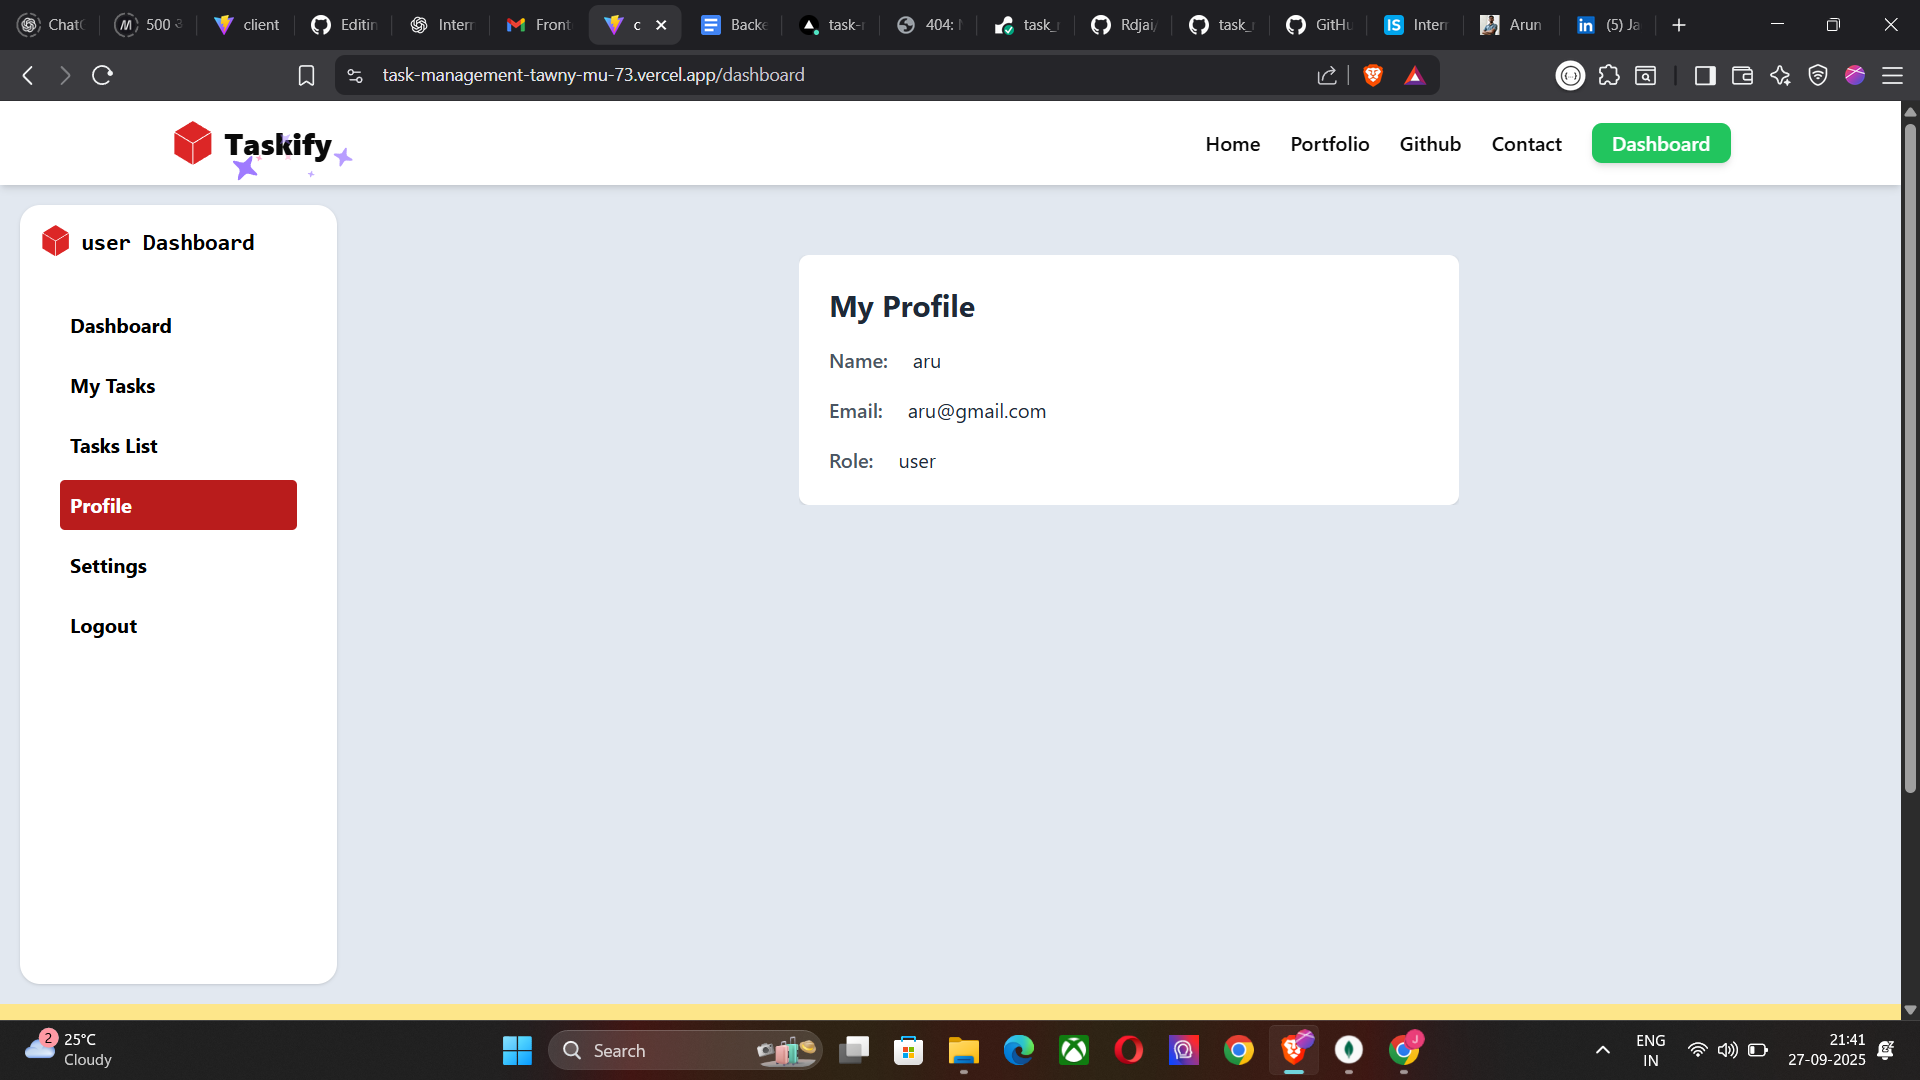 Chat
500
client
Editin
Intern
Front
c
Backe
task-
404:
task_
Rdjai/
task_
GitHu
Inter
Arun
(5) Ja
task-management-tawny-mu-73.vercel.app/dashboard
Taskify
Home
Portfolio
Github
Contact
Dashboard
user Dashboard
Dashboard
My Tasks
Tasks List
Profile
Settings
Logout
My Profile
Name: aru
Email: aru@gmail.com
Role: user
2
25°C
Cloudy
Search
J
ENG
IN
21:41
27-09-2025